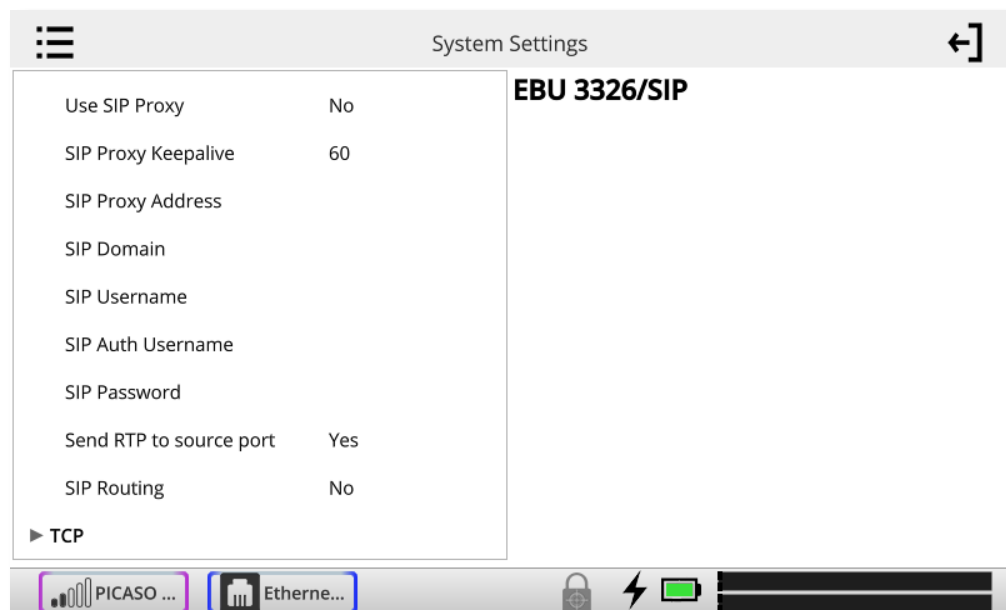 System Settings
EBU 3326/SIP
Use SIP Proxy No
SIP Proxy Keepalive 60
SIP Proxy Address
SIP Domain
SIP Username
SIP Auth Username
SIP Password
Send RTP to source port Yes
SIP Routing No
TCP
PICASO ... Etherne...